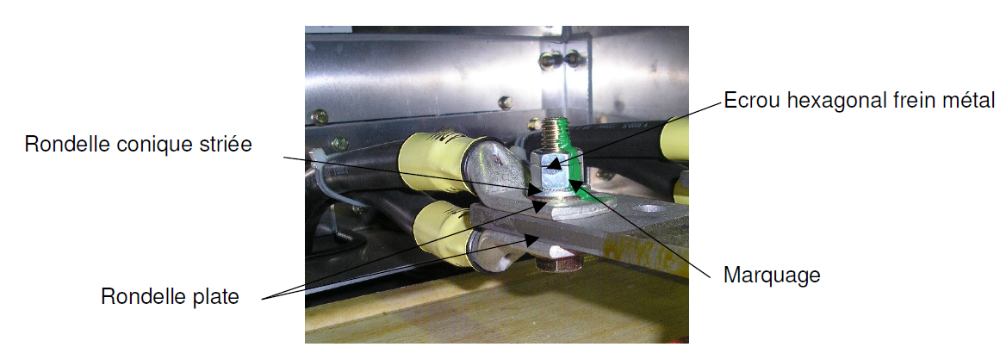 Ecrou hexagonal frein métal
Rondelle conique striée
Marquage
Rondelle plate